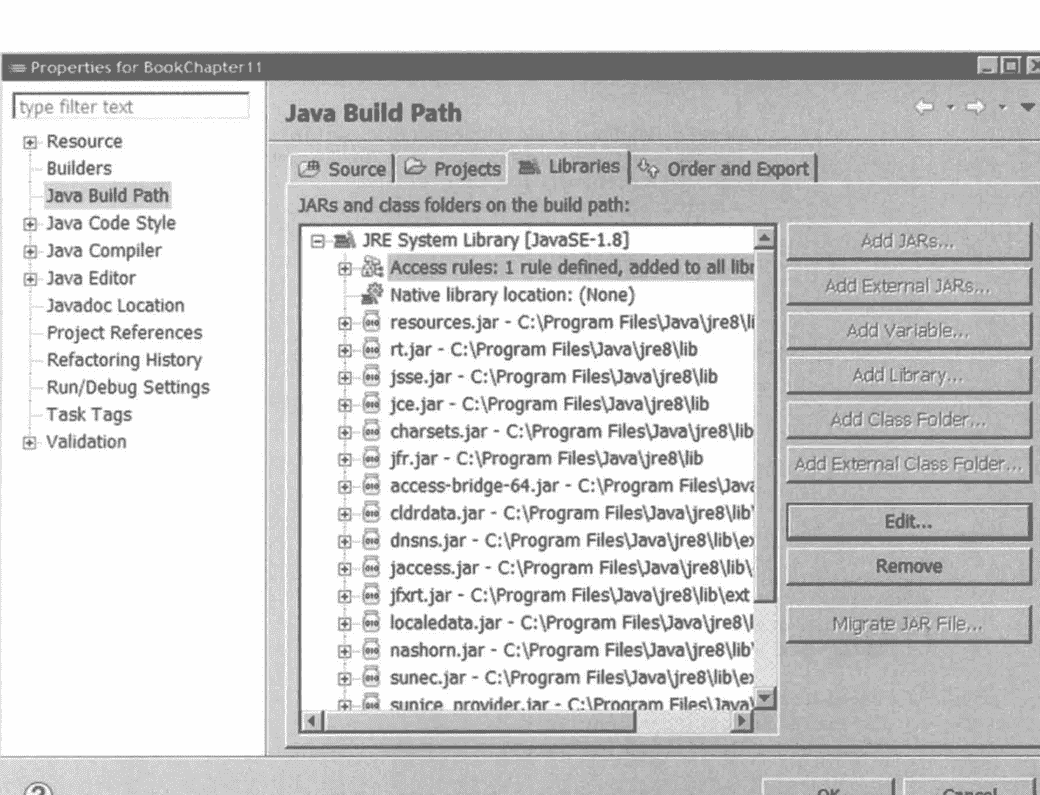 Properties for BookChapter11
type filter text
Resource
Builders
Java Build Path
Java Code Style
Java Compiler
Java Editor
Javadoc Location
Project References
Refactoring History
Run/Debug Settings
Task Tags
Validation
Java Build Path
Source Projects Libraries Order and Export
JARs and class folders on the build path:
JRE System Library [JavaSE-1.8]
Access rules: 1 rule defined, added to all libr
Native library location: (None)
resources.jar - C:\Program Files\Java\jre8\li
rt.jar - C:\Program Files\Java\jre8\lib
jsse.jar - C:\Program Files\Java\jre8\lib
jce.jar - C:\Program Files\Java\jre8\lib
charsets.jar - C:\Program Files\Java\jre8\lib
jfr.jar - C:\Program Files\Java\jre8\lib
access-bridge-64.jar - C:\Program Files\Java
cldrdata.jar - C:\Program Files\Java\jre8\lib\
dnsns.jar - C:\Program Files\Java\jre8\lib\ex
jaccess.jar - C:\Program Files\Java\jre8\lib\
jfxrt.jar - C:\Program Files\Java\jre8\lib\ext
localedata.jar - C:\Program Files\Java\jre8\l
nashorn.jar - C:\Program Files\Java\jre8\lib\
sunec.jar - C:\Program Files\Java\jre8\lib\ex
sunjce_provider.jar - C:\Program Files\Java\
Add JARs...
Add External JARs...
Add Variable...
Add Library...
Add Class Folder...
Add External Class Folder...
Edit...
Remove
Migrate JAR File...
?
OK Cancel